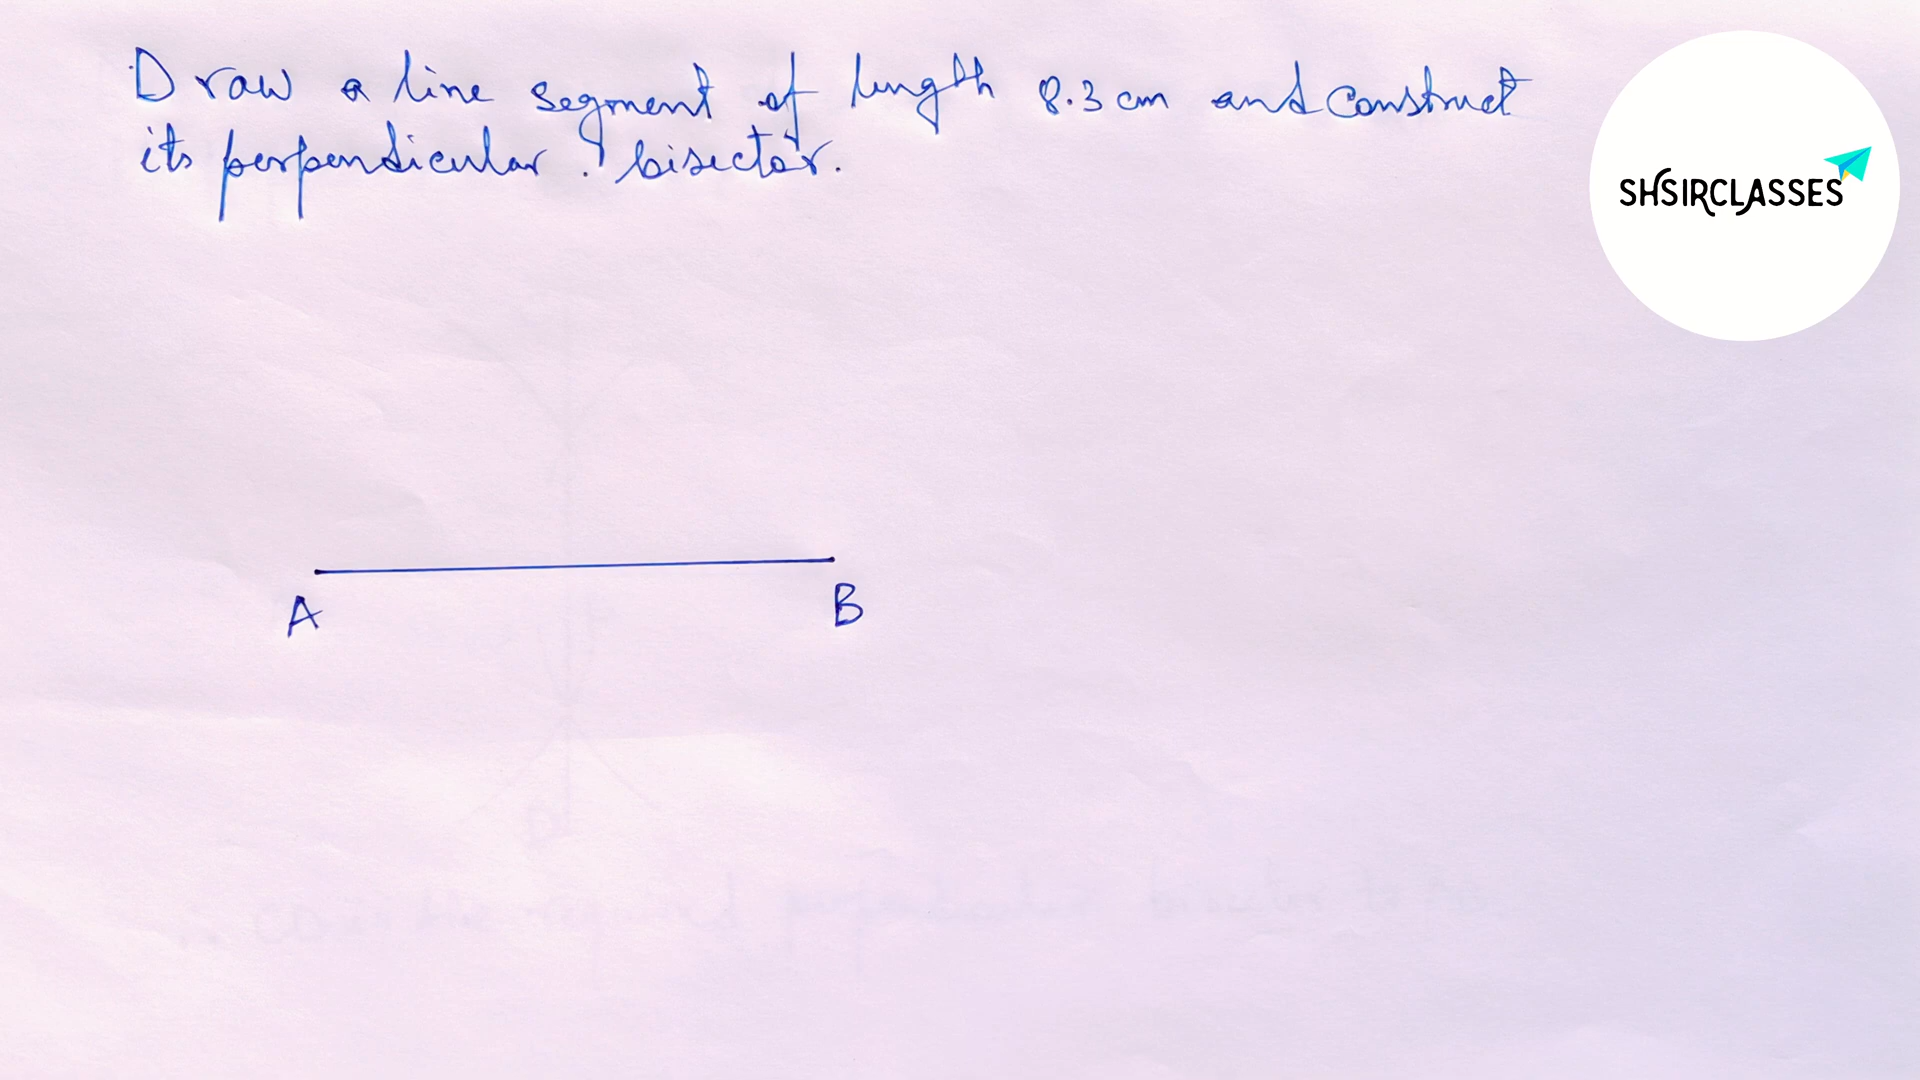 Draw a line segment of length 8.3 cm and construct
its perpendicular. bisector.
SHSIRCLASSES
A
B